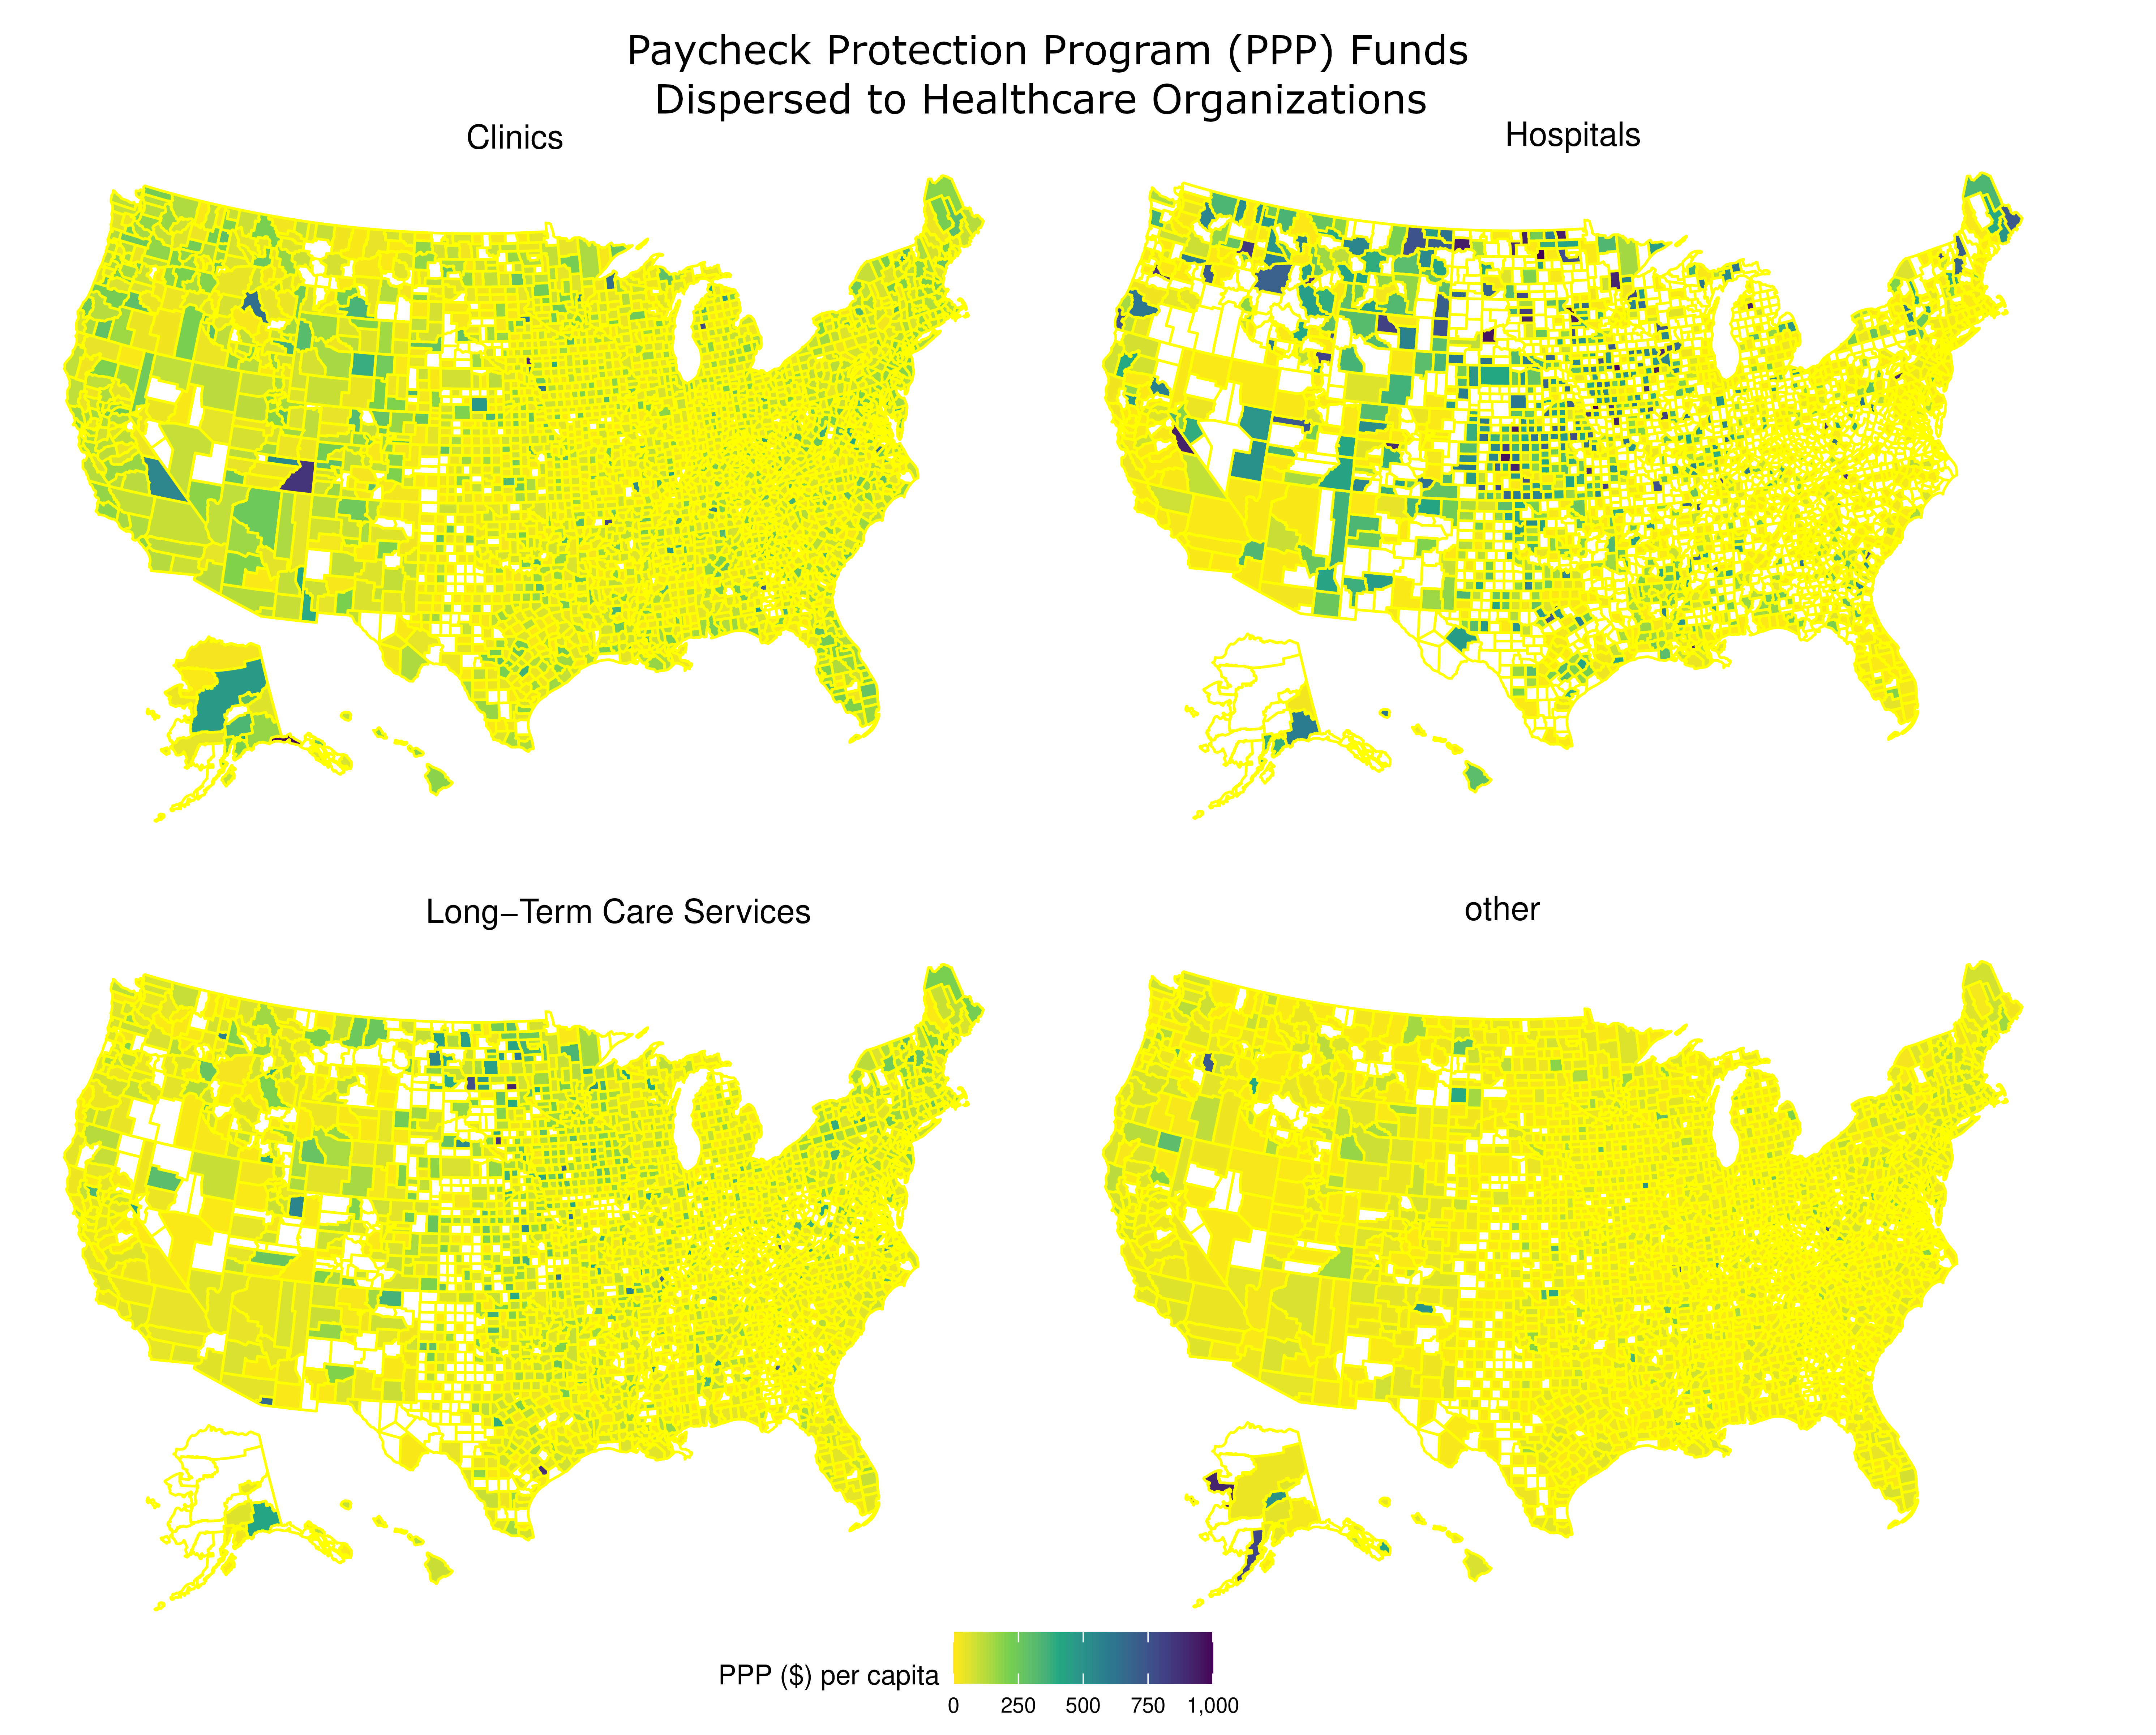 Paycheck Protection Program (PPP) Funds
Dispersed to Healthcare Organizations
Clinics
Hospitals
Long−Term Care Services
other
PPP ($) per capita
0 250 500 750 1,000